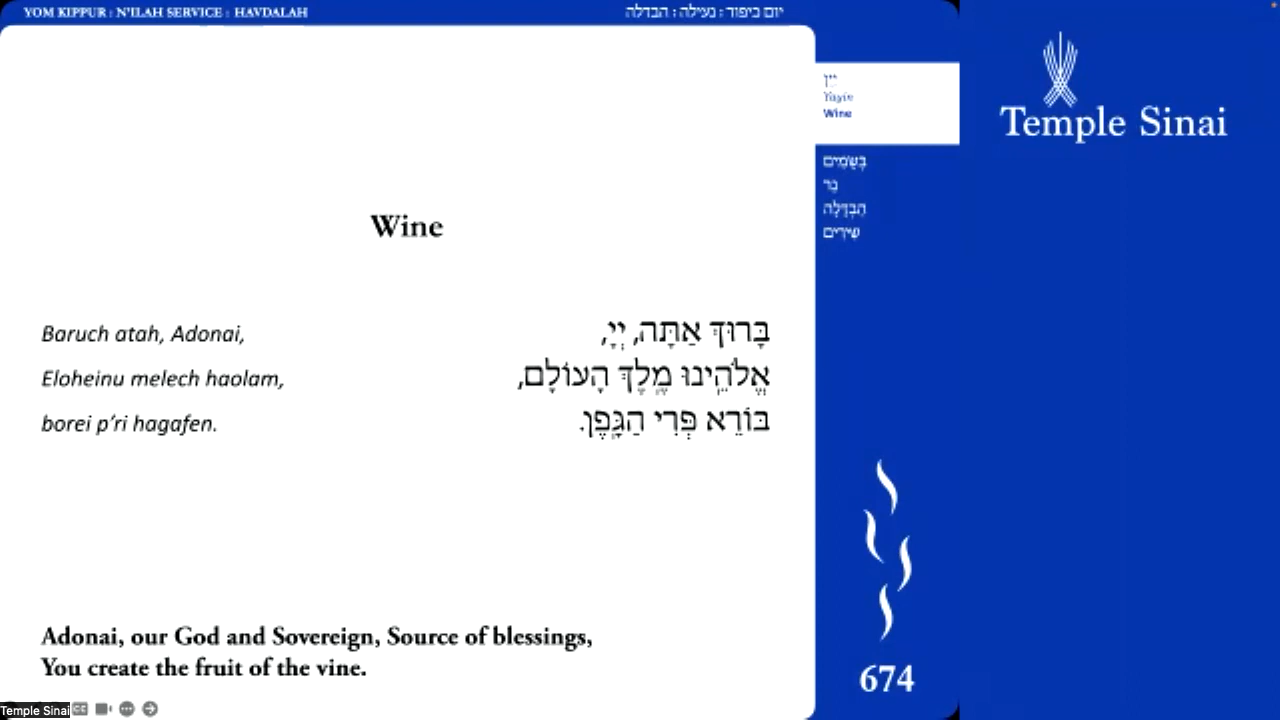 YOM KIPPUR : N'ILAH SERVICE : HAVDALAH
יום כיפור : נעילה : הבדלה
Wine
Baruch atah, Adonai,
Eloheinu melech haolam,
borei p'ri hagafen.
בָּרוּךְ אַתָּה, יְיָ,
אֱלֹהֵינוּ מֶלֶךְ הָעוֹלָם,
בּוֹרֵא פְּרִי הַגָּפֶן.
Adonai, our God and Sovereign, Source of blessings,
You create the fruit of the vine.
יַיִן
Yayin
Wine
בְּשָׂמִים
נֵר
הַבְדָּלָה
שִׁירִים
674
Temple Sinai
Temple Sinai
CC